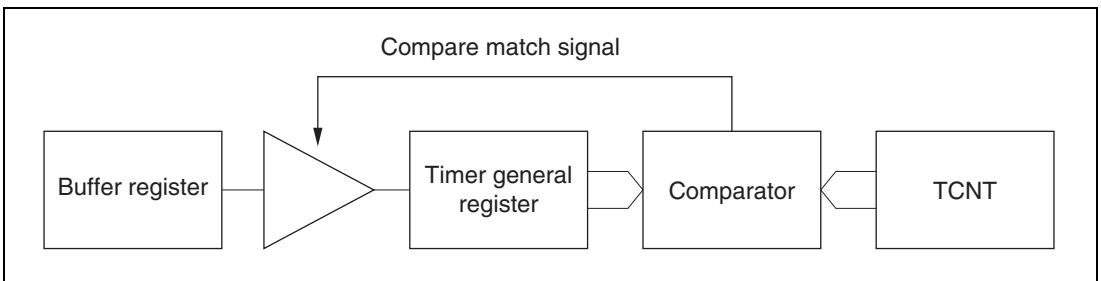 Compare match signal
Buffer register
Timer general
register
Comparator
TCNT